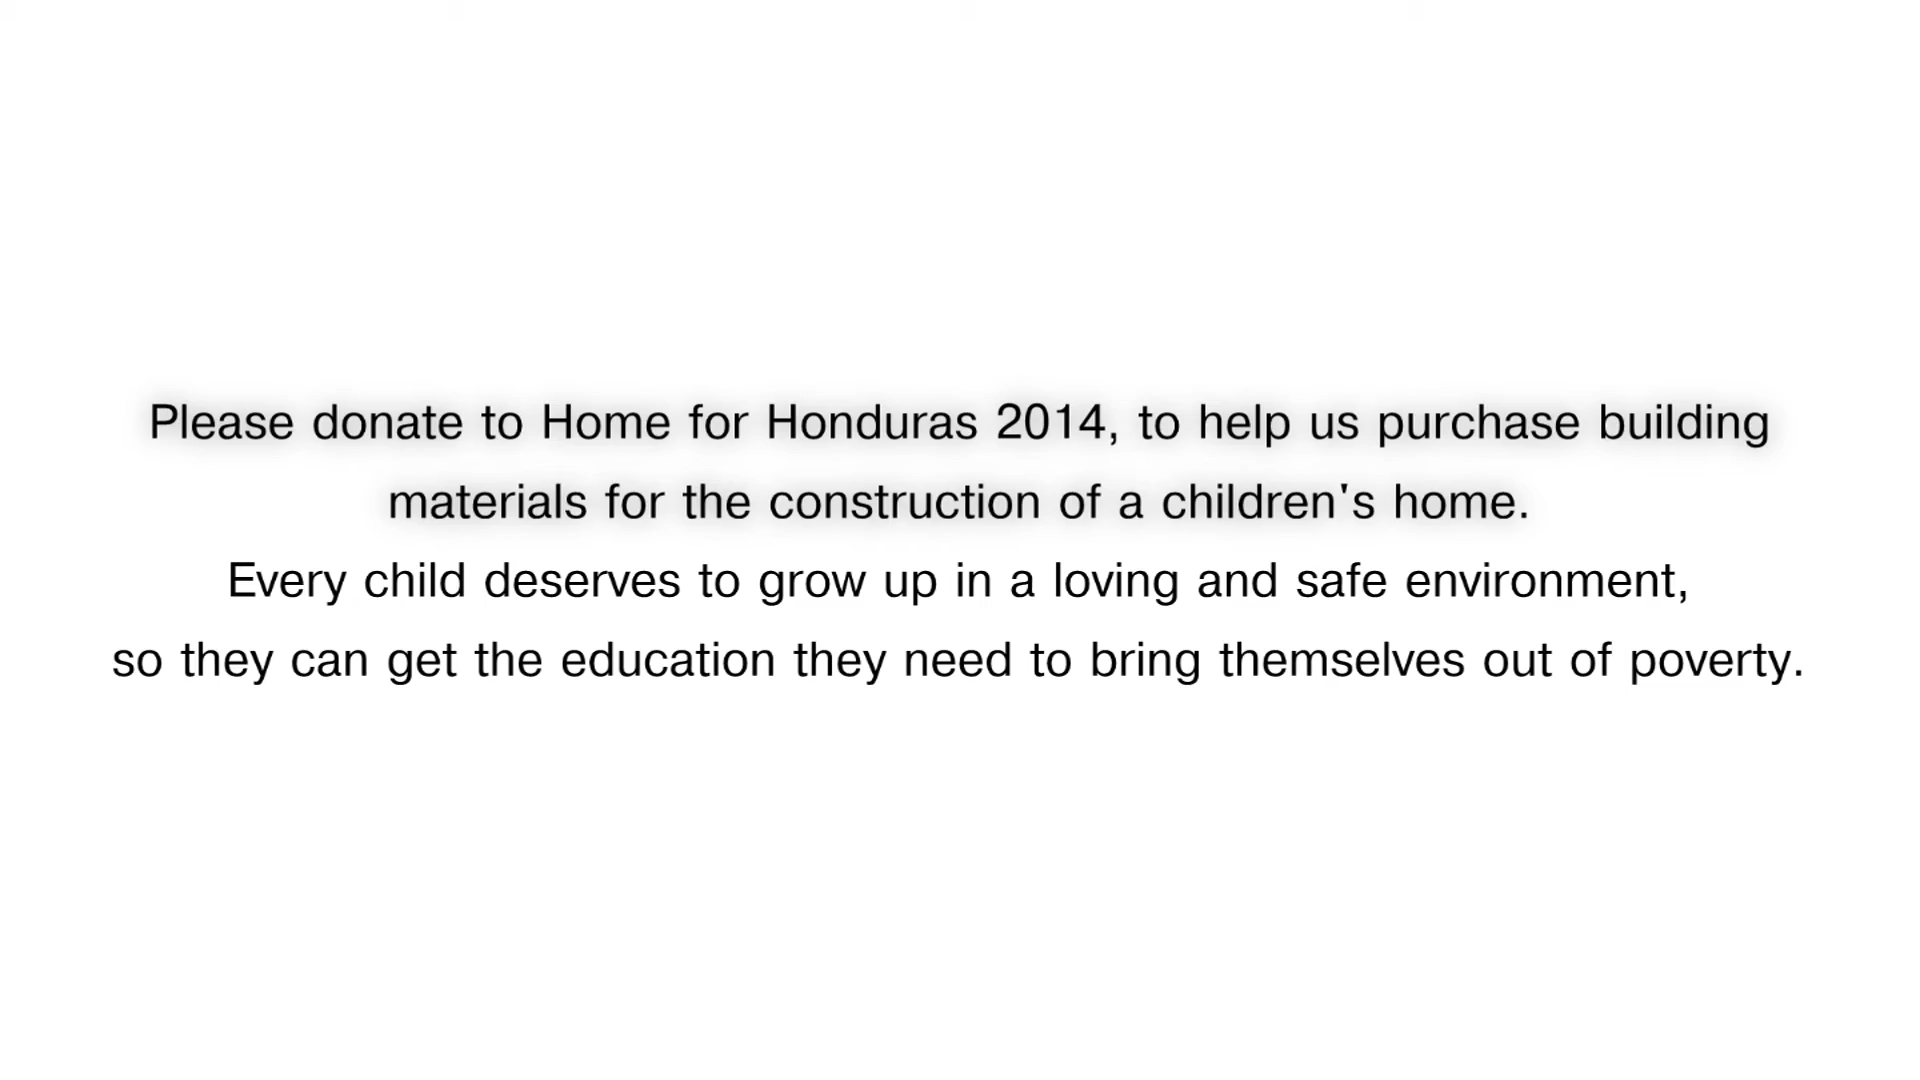 Please donate to Home for Honduras 2014, to help us purchase building
materials for the construction of a children's home.
Every child deserves to grow up in a loving and safe environment,
so they can get the education they need to bring themselves out of poverty.